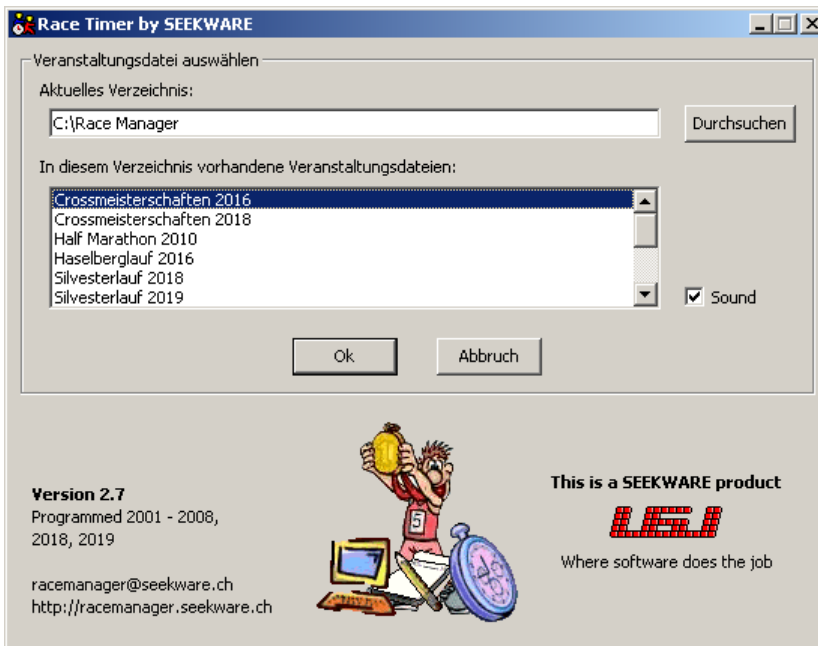 Race Timer by SEEKWARE
Veranstaltungsdatei auswählen
Aktuelles Verzeichnis:
C:\Race Manager
Durchsuchen
In diesem Verzeichnis vorhandene Veranstaltungsdateien:
Crossmeisterschaften 2016
Crossmeisterschaften 2018
Half Marathon 2010
Haselberglauf 2016
Silvesterlauf 2018
Silvesterlauf 2019
Sound
Ok
Abbruch
Version 2.7
Programmed 2001 - 2008,
2018, 2019
racemanager@seekware.ch
http://racemanager.seekware.ch
1
5
This is a SEEKWARE product
Where software does the job